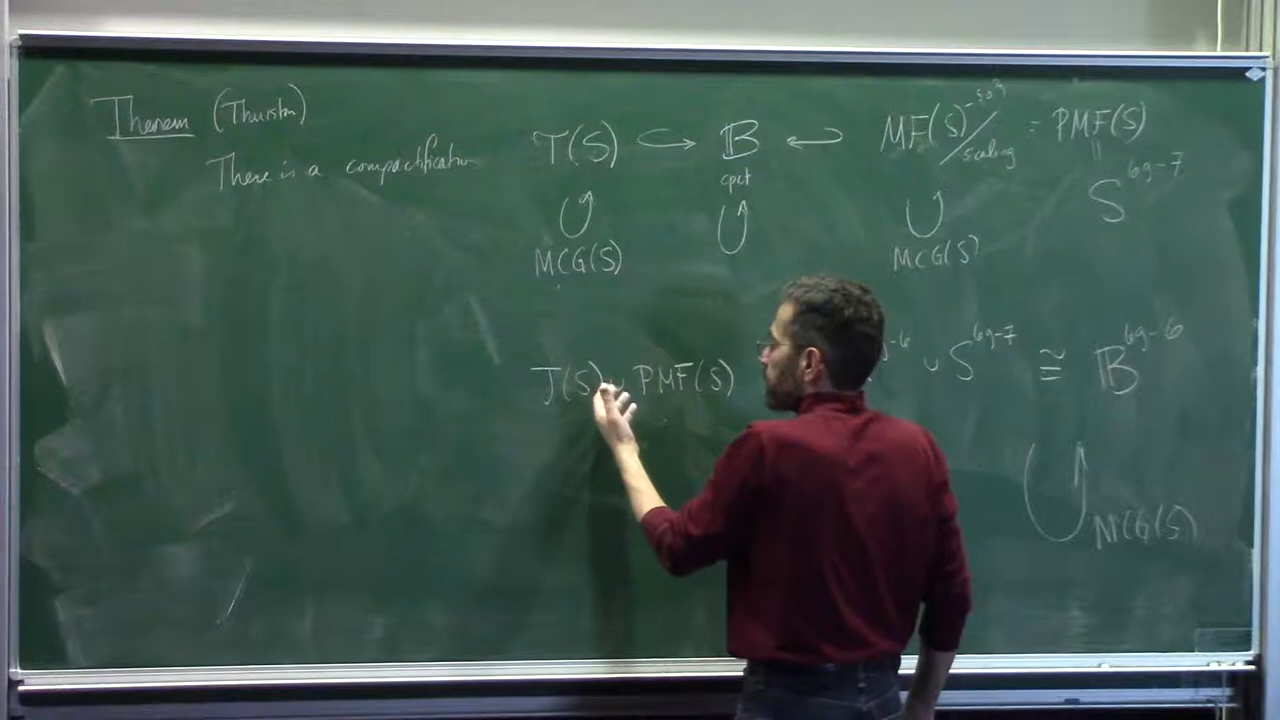 Theorem (Thurston)
There is a compactification
T(S) ↪ B ↩ MF(S)-{0}/scaling = PMF(S)
cpct
= S^{6g-7}
MCG(S) MCG(S)
T(S) ∪ PMF(S) -6 ∪ S^{6g-7} ≅ B^{6g-6}
MCG(S)